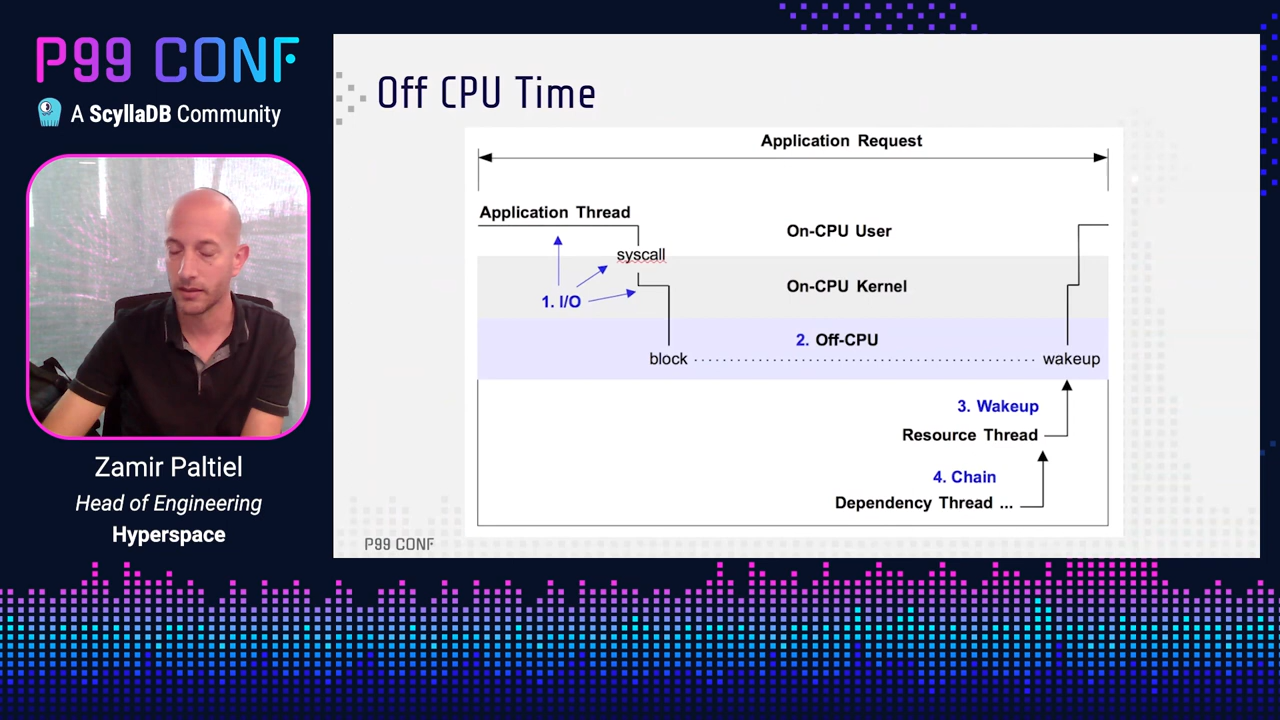 P99 CONF
A ScyllaDB Community
Zamir Paltiel
Head of Engineering
Hyperspace
Off CPU Time
Application Request
Application Thread
On-CPU User
syscall
On-CPU Kernel
1. I/O
2. Off-CPU
block
wakeup
3. Wakeup
Resource Thread
4. Chain
Dependency Thread ...
P99 CONF